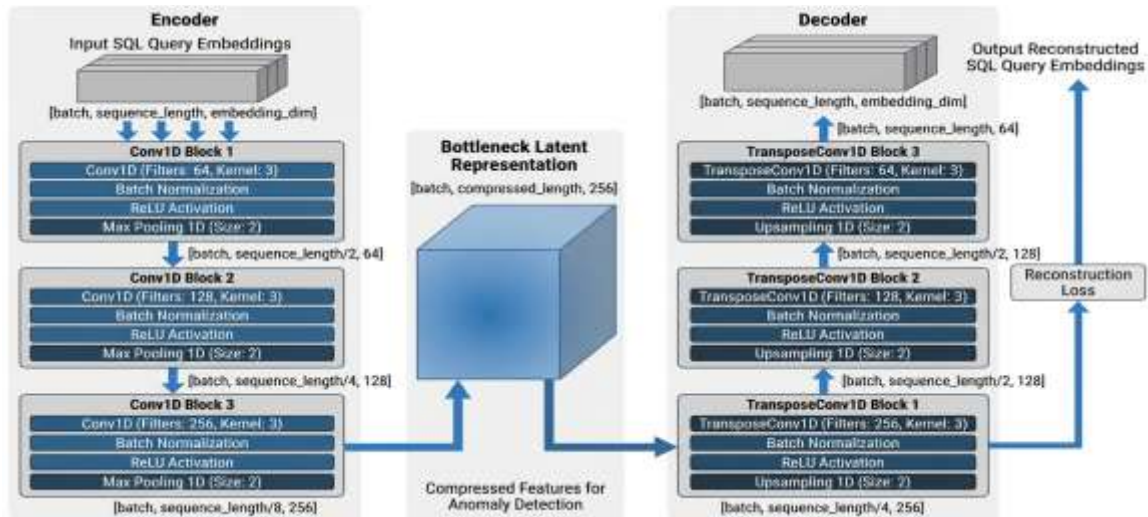 Encoder
Input SQL Query Embeddings
[batch, sequence_length, embedding_dim]
Conv1D Block 1
Conv1D (Filters: 64, Kernel: 3)
Batch Normalization
ReLU Activation
Max Pooling 1D (Size: 2)
[batch, sequence_length/2, 64]
Conv1D Block 2
Conv1D (Filters: 128, Kernel: 3)
Batch Normalization
ReLU Activation
Max Pooling 1D (Size: 2)
[batch, sequence_length/4, 128]
Conv1D Block 3
Conv1D (Filters: 256, Kernel: 3)
Batch Normalization
ReLU Activation
Max Pooling 1D (Size: 2)
[batch, sequence_length/8, 256]
Bottleneck Latent
Representation
[batch, compressed_length, 256]
Compressed Features for
Anomaly Detection
Decoder
[batch, sequence_length, embedding_dim]
[batch, sequence_length, 64]
TransposeConv1D Block 3
TransposeConv1D (Filters: 64, Kernel: 3)
Batch Normalization
ReLU Activation
Upsampling 1D (Size: 2)
[batch, sequence_length/2, 128]
TransposeConv1D Block 2
TransposeConv1D (Filters: 128, Kernel: 3)
Batch Normalization
ReLU Activation
Upsampling 1D (Size: 2)
[batch, sequence_length/2, 128]
TransposeConv1D Block 1
TransposeConv1D (Filters: 256, Kernel: 3)
Batch Normalization
ReLU Activation
Upsampling 1D (Size: 2)
[batch, sequence_length/4, 256]
Output Reconstructed
SQL Query Embeddings
Reconstruction
Loss